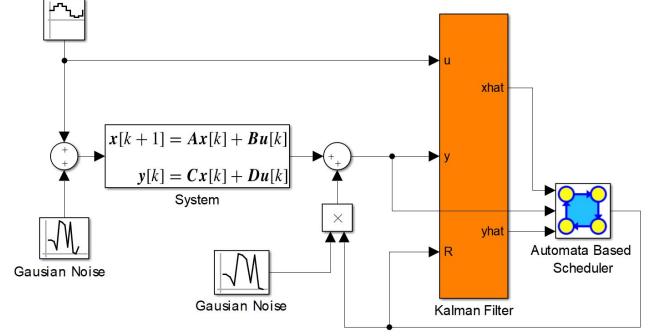 u
xhat
+
+
x[k + 1] = Ax[k] + Bu[k]
y[k] = Cx[k] + Du[k]
System
+
+
y
×
yhat
R
Gausian Noise
Gausian Noise
Automata Based
Scheduler
Kalman Filter